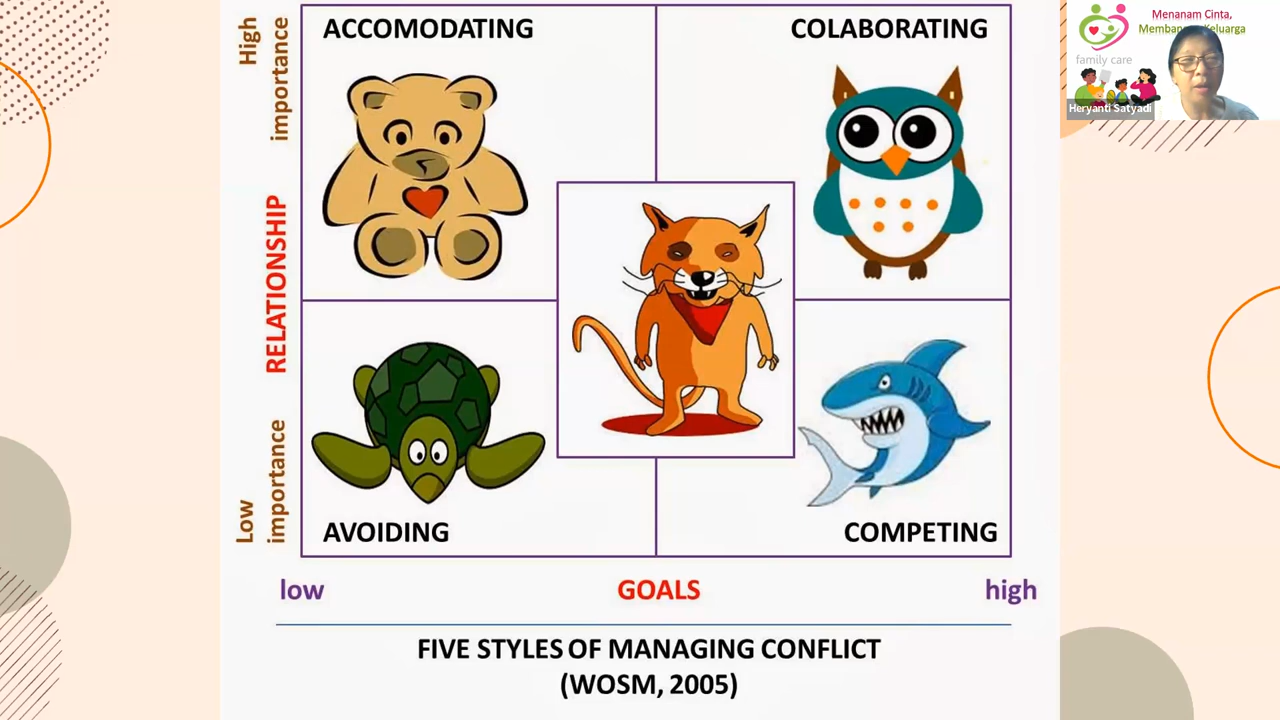 ACCOMODATING
COLABORATING
High
importance
RELATIONSHIP
Low
importance
AVOIDING
COMPETING
low
GOALS
high
FIVE STYLES OF MANAGING CONFLICT
(WOSM, 2005)
Menanam Cinta,
Keluarga
family care
Heryanti Satyadi